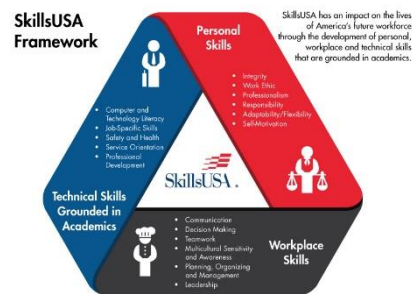 SkillsUSA
Framework
SkillsUSA has an impact on the lives
of America's future workforce
through the development of personal,
workplace and technical skills
that are grounded in academics.
Personal
Skills
• Integrity
• Work Ethic
• Professionalism
• Responsibility
• Adaptability/Flexibility
• Self-Motivation
• Computer and
Technology Literacy
• Job-Specific Skills
• Safety and Health
• Service Orientation
• Professional
Development
SkillsUSA.
Technical Skills
Grounded in
Academics
• Communication
• Decision Making
• Teamwork
• Multicultural Sensitivity
and Awareness
• Planning, Organizing
and Management
• Leadership
Workplace
Skills